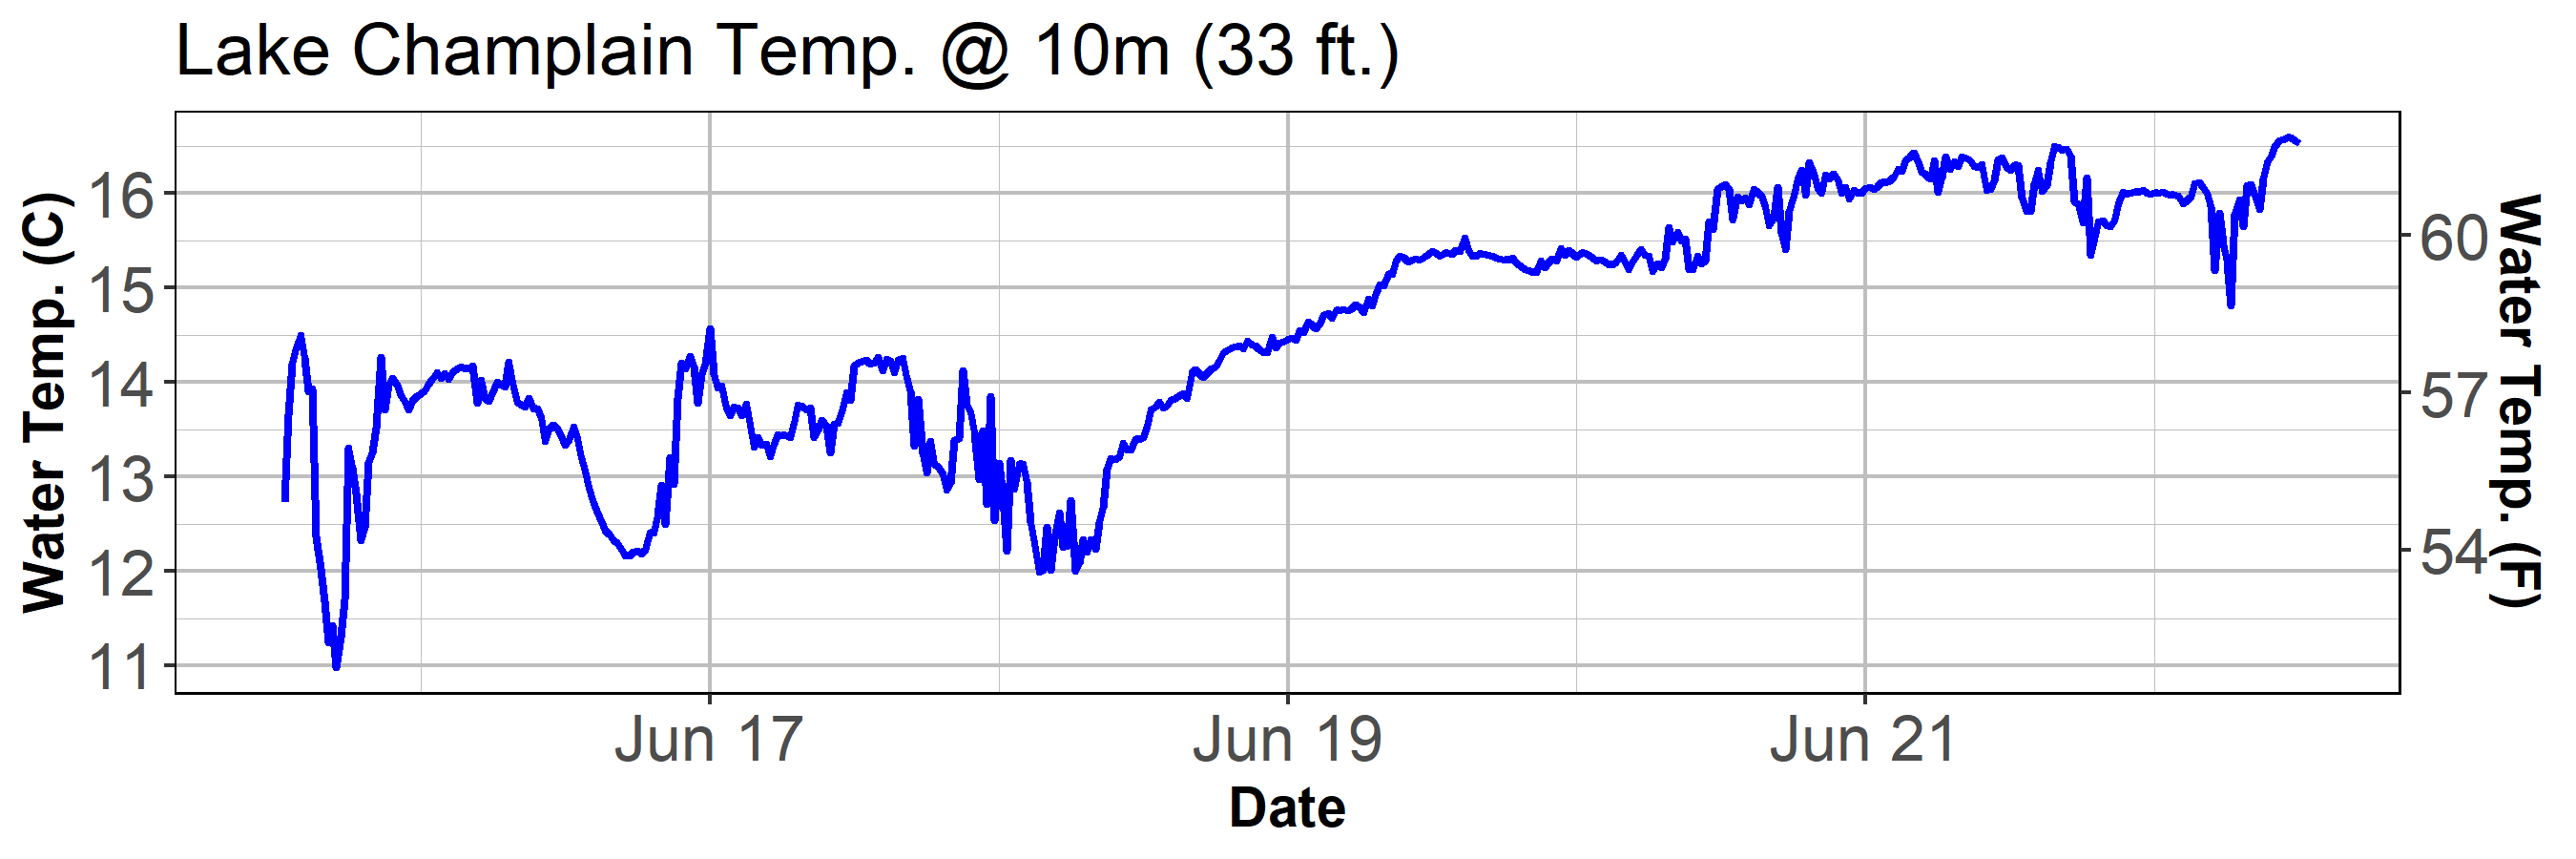 Lake Champlain Temp. @ 10m (33 ft.)
Water Temp. (C)
16
15
14
13
12
11
60
57
54
Water Temp. (F)
Jun 17 Jun 19 Jun 21
Date